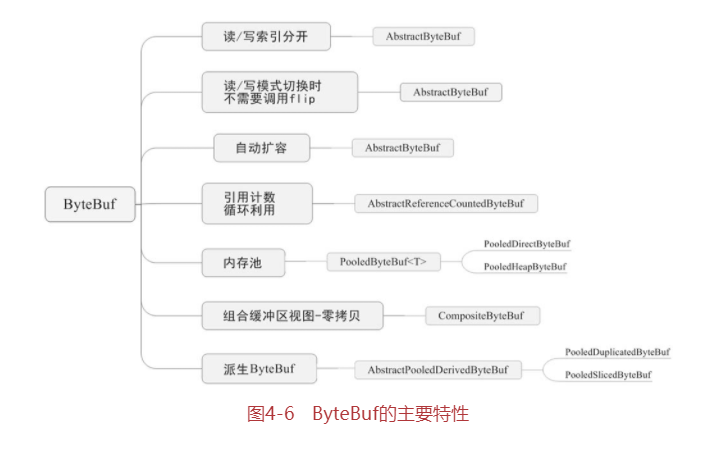 读/写索引分开
AbstractByteBuf
读/写模式切换时
不需要调用flip
AbstractByteBuf
自动扩容
AbstractByteBuf
ByteBuf
引用计数
循环利用
AbstractReferenceCountedByteBuf
内存池
PooledByteBuf<T>
PooledDirectByteBuf
PooledHeapByteBuf
组合缓冲区视图-零拷贝
CompositeByteBuf
派生ByteBuf
AbstractPooledDerivedByteBuf
PooledDuplicatedByteBuf
PooledSlicedByteBuf
图4-6 ByteBuf的主要特性